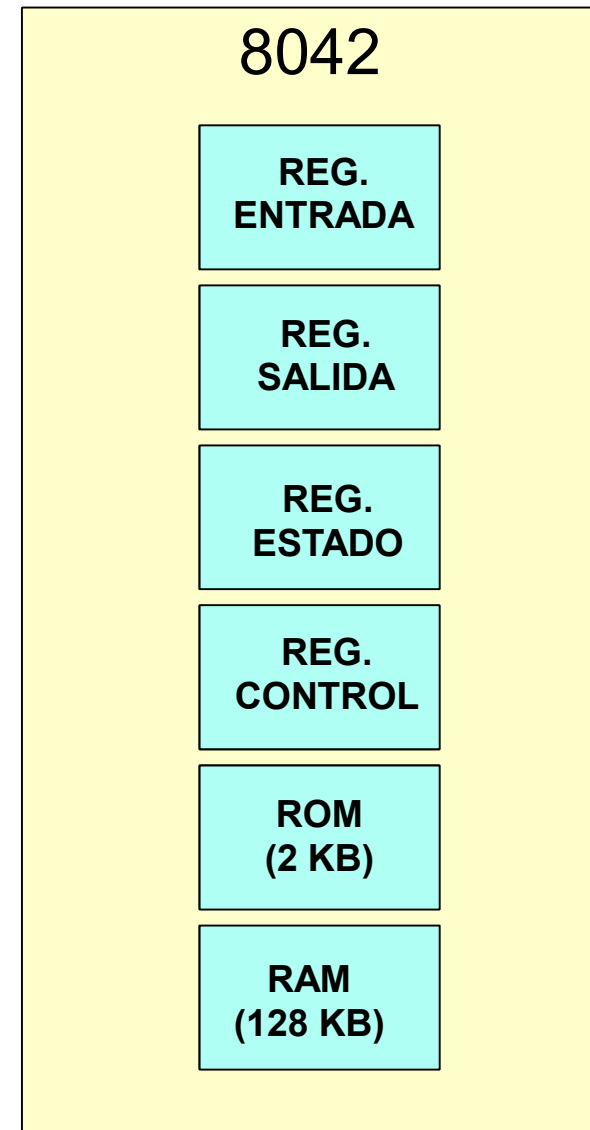 8042
REG.
ENTRADA
REG.
SALIDA
REG.
ESTADO
REG.
CONTROL
ROM
(2 KB)
RAM
(128 KB)